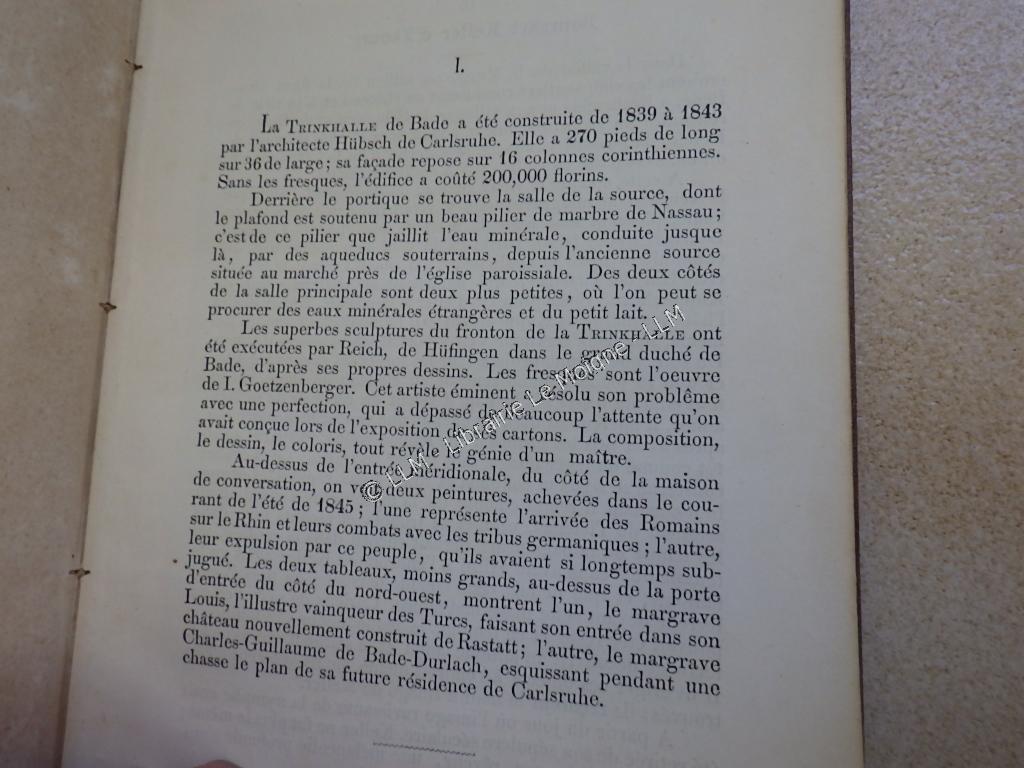 I.
La Trinkhalle de Bade a été construite de 1839 à 1843
par l'architecte Hübsch de Carlsruhe. Elle a 270 pieds de long
sur 36 de large; sa façade repose sur 16 colonnes corinthiennes.
Sans les fresques, l'édifice a coûté 200,000 florins.
Derrière le portique se trouve la salle de la source, dont
le plafond est soutenu par un beau pilier de marbre de Nassau;
c'est de ce pilier que jaillit l'eau minérale, conduite jusque
là, par des aqueducs souterrains, depuis l'ancienne source
située au marché près de l'église paroissiale. Des deux côtés
de la salle principale sont deux plus petites, où l'on peut se
procurer des eaux minérales étrangères et du petit lait.
Les superbes sculptures du fronton de la Trinkhalle ont
été exécutées par Reich, de Hüfingen dans le grand duché de
Bade, d'après ses propres dessins. Les fresques sont l'oeuvre
de I. Goetzenberger. Cet artiste éminent a résolu son problème
avec une perfection, qui a dépassé de beaucoup l'attente qu'on
avait conçue lors de l'exposition de ses cartons. La composition,
le dessin, le coloris, tout révèle le génie d'un maître.
Au-dessus de l'entrée méridionale, du côté de la maison
de conversation, on voit deux peintures, achevées dans le cou-
rant de l'été de 1845; l'une représente l'arrivée des Romains
sur le Rhin et leurs combats avec les tribus germaniques; l'autre,
leur expulsion par ce peuple, qu'ils avaient si longtemps sub-
jugué. Les deux tableaux, moins grands, au-dessus de la porte
d'entrée du côté du nord-ouest, montrent l'un, le margrave
Louis, l'illustre vainqueur des Turcs, faisant son entrée dans son
château nouvellement construit de Rastatt; l'autre, le margrave
Charles-Guillaume de Bade-Durlach, esquissant pendant une
chasse le plan de sa future résidence de Carlsruhe.
© LLM. Librairie Le Molorie. LLM